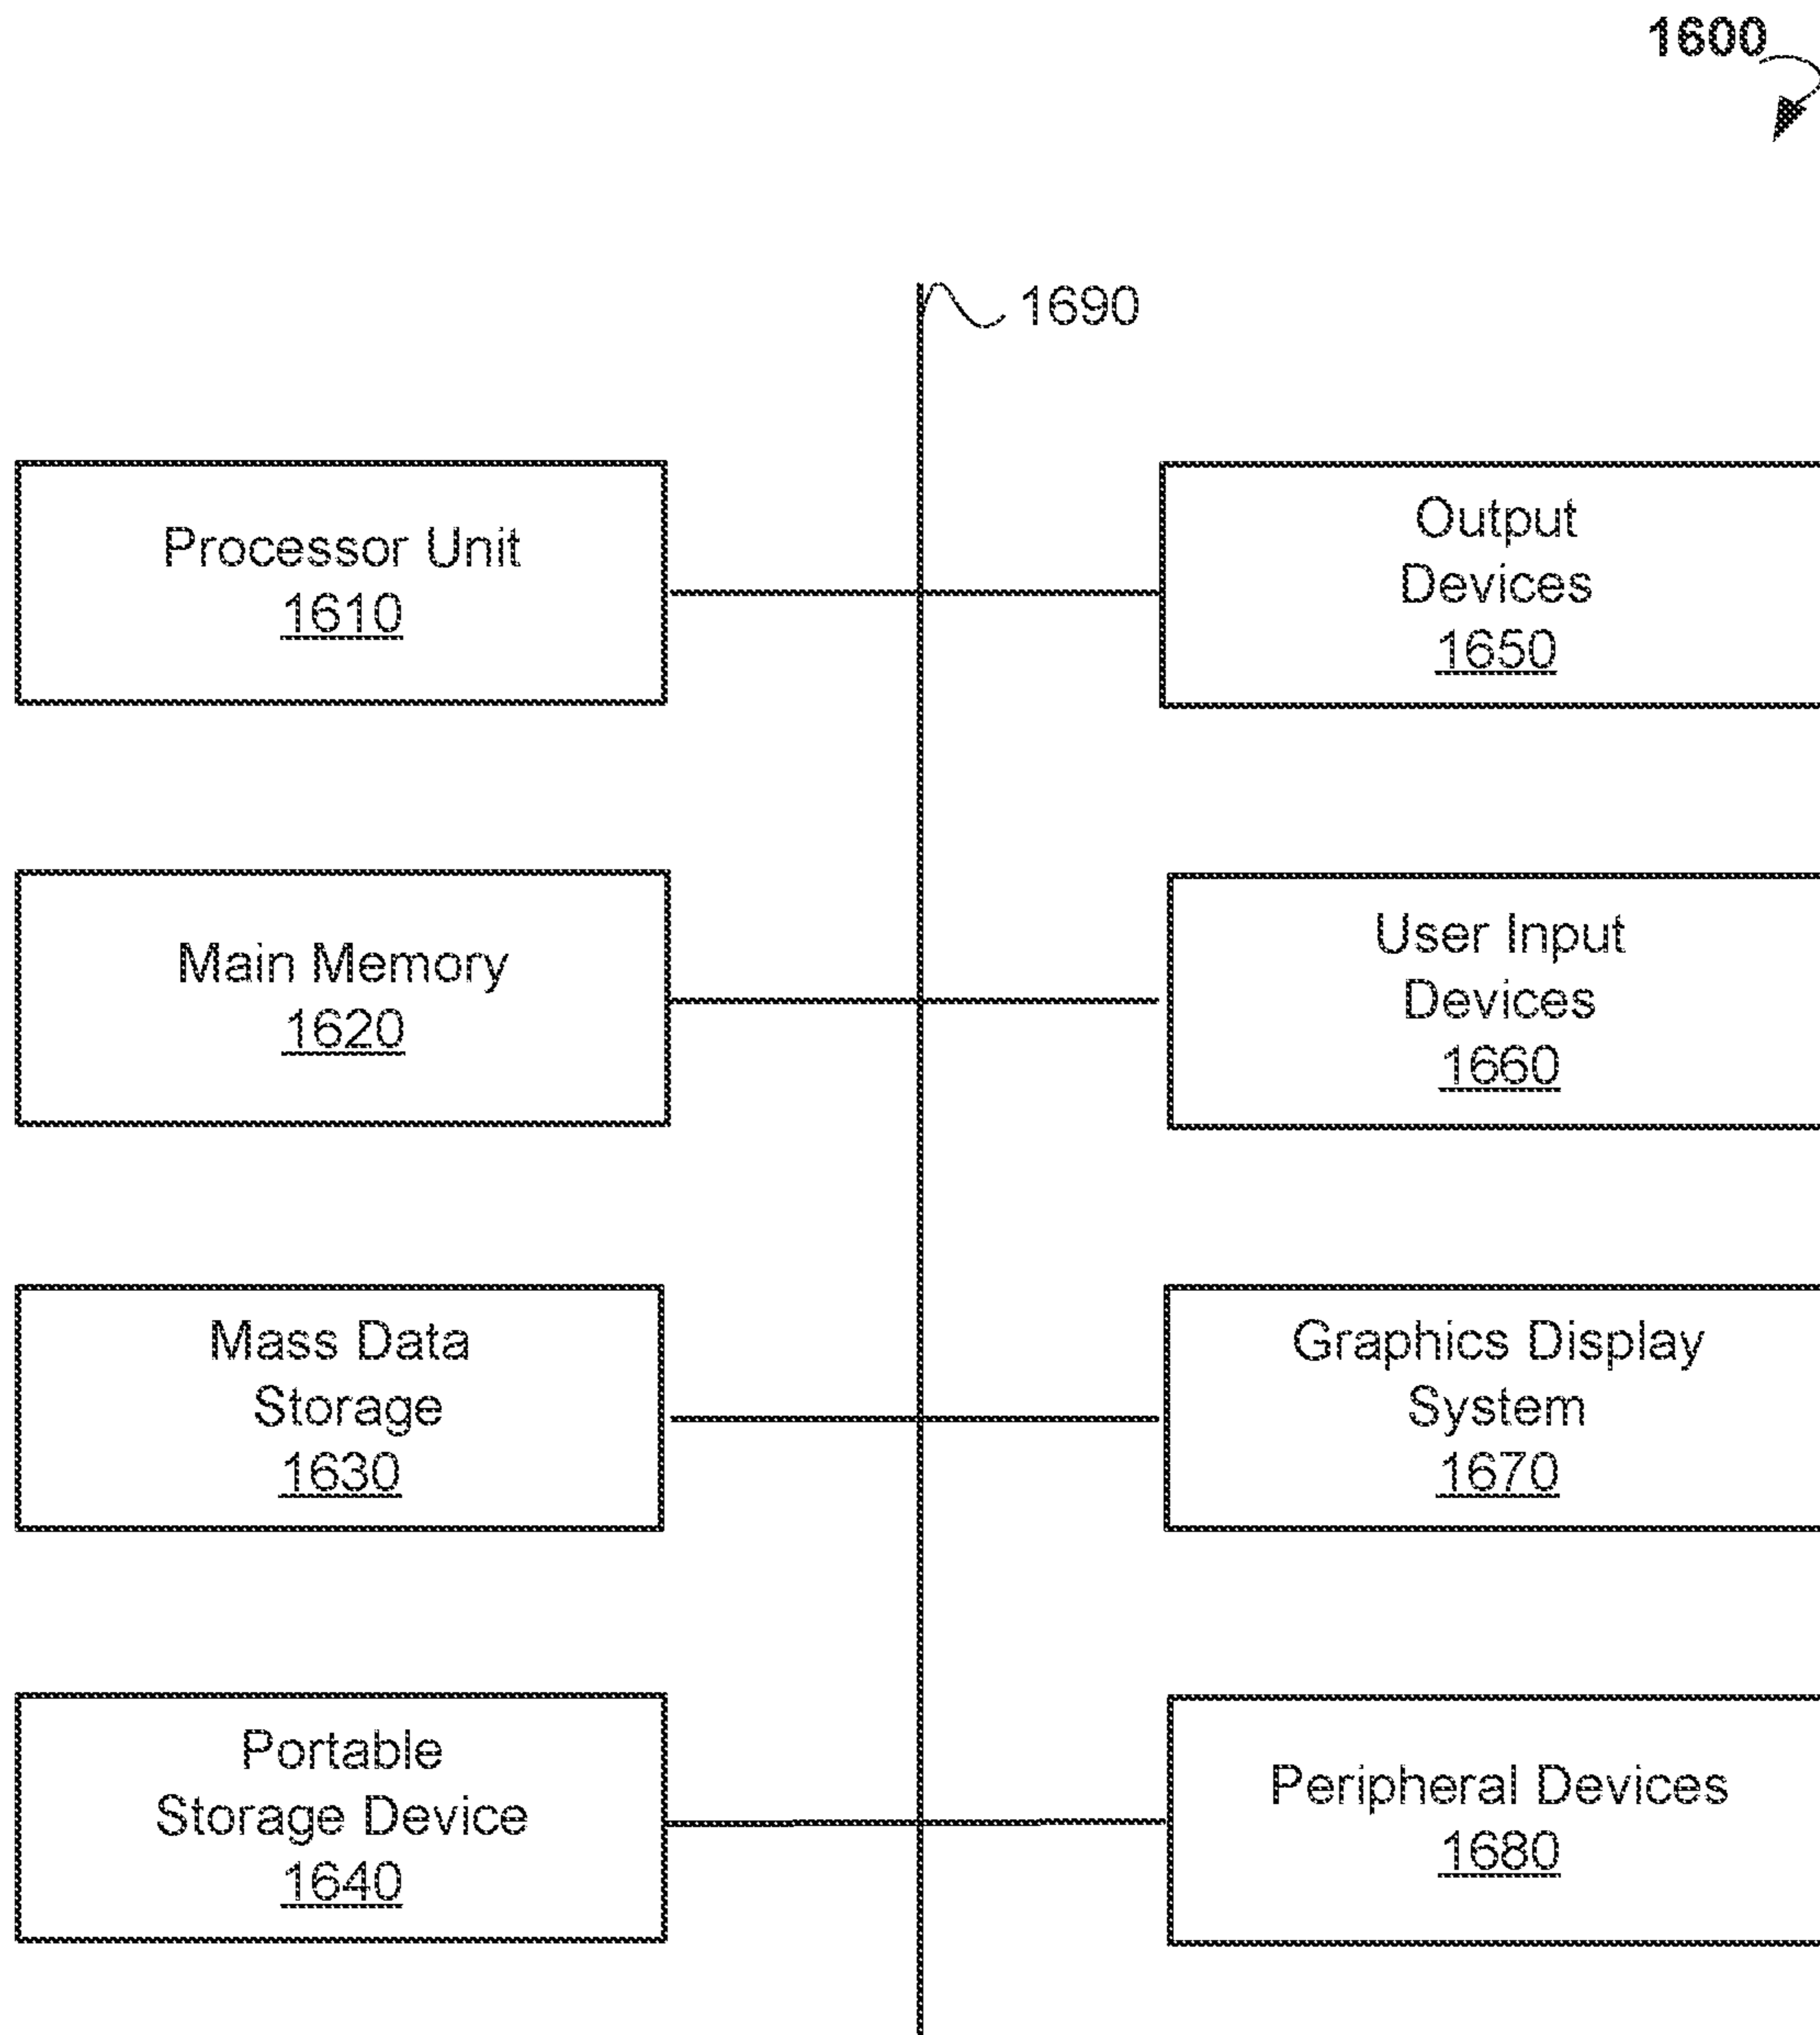 1600
1690
Processor Unit
1610
Output
Devices
1650
Main Memory
1620
User Input
Devices
1660
Mass Data
Storage
1630
Graphics Display
System
1670
Portable
Storage Device
1640
Peripheral Devices
1680